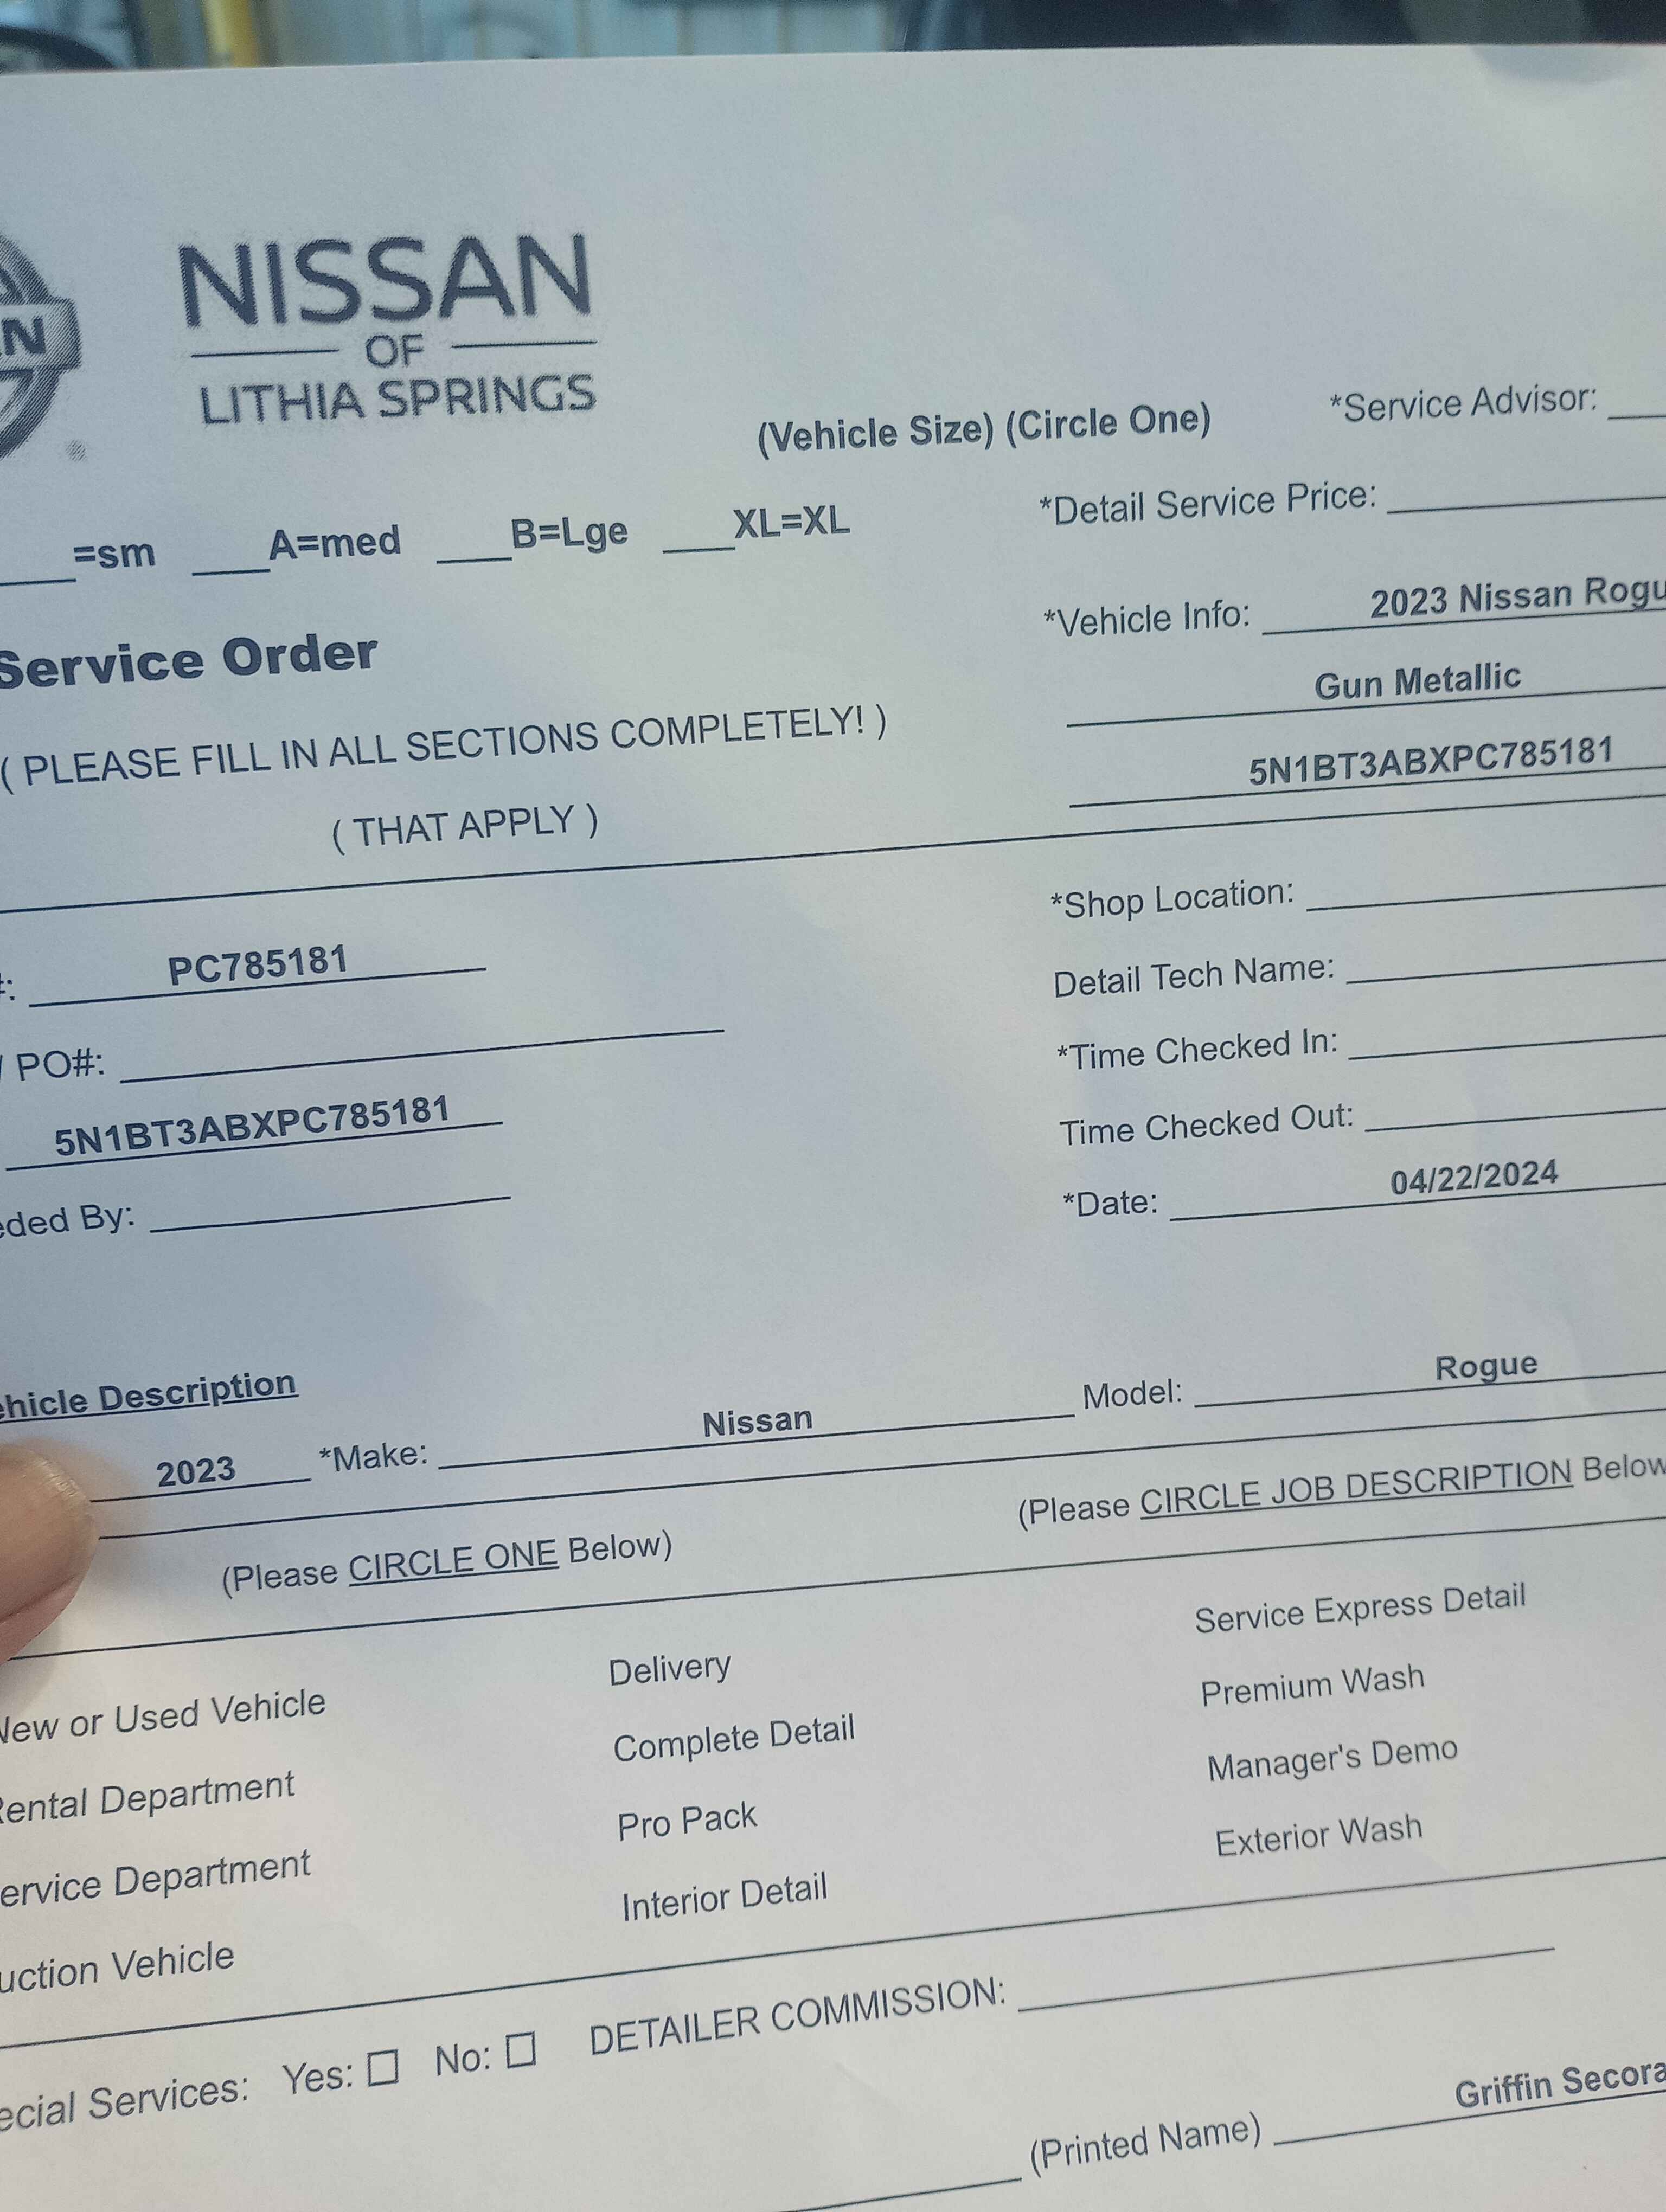 NISSAN
OF
LITHIA SPRINGS
(Vehicle Size) (Circle One)
*Service Advisor:
=sm A=med B=Lge XL=XL
*Detail Service Price:
*Vehicle Info: 2023 Nissan Rogu
Service Order
Gun Metallic
( PLEASE FILL IN ALL SECTIONS COMPLETELY! )
5N1BT3ABXPC785181
( THAT APPLY )
*Shop Location:
#: PC785181
Detail Tech Name:
PO#:
*Time Checked In:
5N1BT3ABXPC785181
Time Checked Out:
eded By:
*Date: 04/22/2024
ehicle Description
2023 *Make: Nissan Model: Rogue
(Please CIRCLE ONE Below)
(Please CIRCLE JOB DESCRIPTION Below
New or Used Vehicle
Delivery
Service Express Detail
Rental Department
Complete Detail
Premium Wash
ervice Department
Pro Pack
Manager's Demo
uction Vehicle
Interior Detail
Exterior Wash
ecial Services: Yes: No: DETAILER COMMISSION:
(Printed Name) Griffin Secora